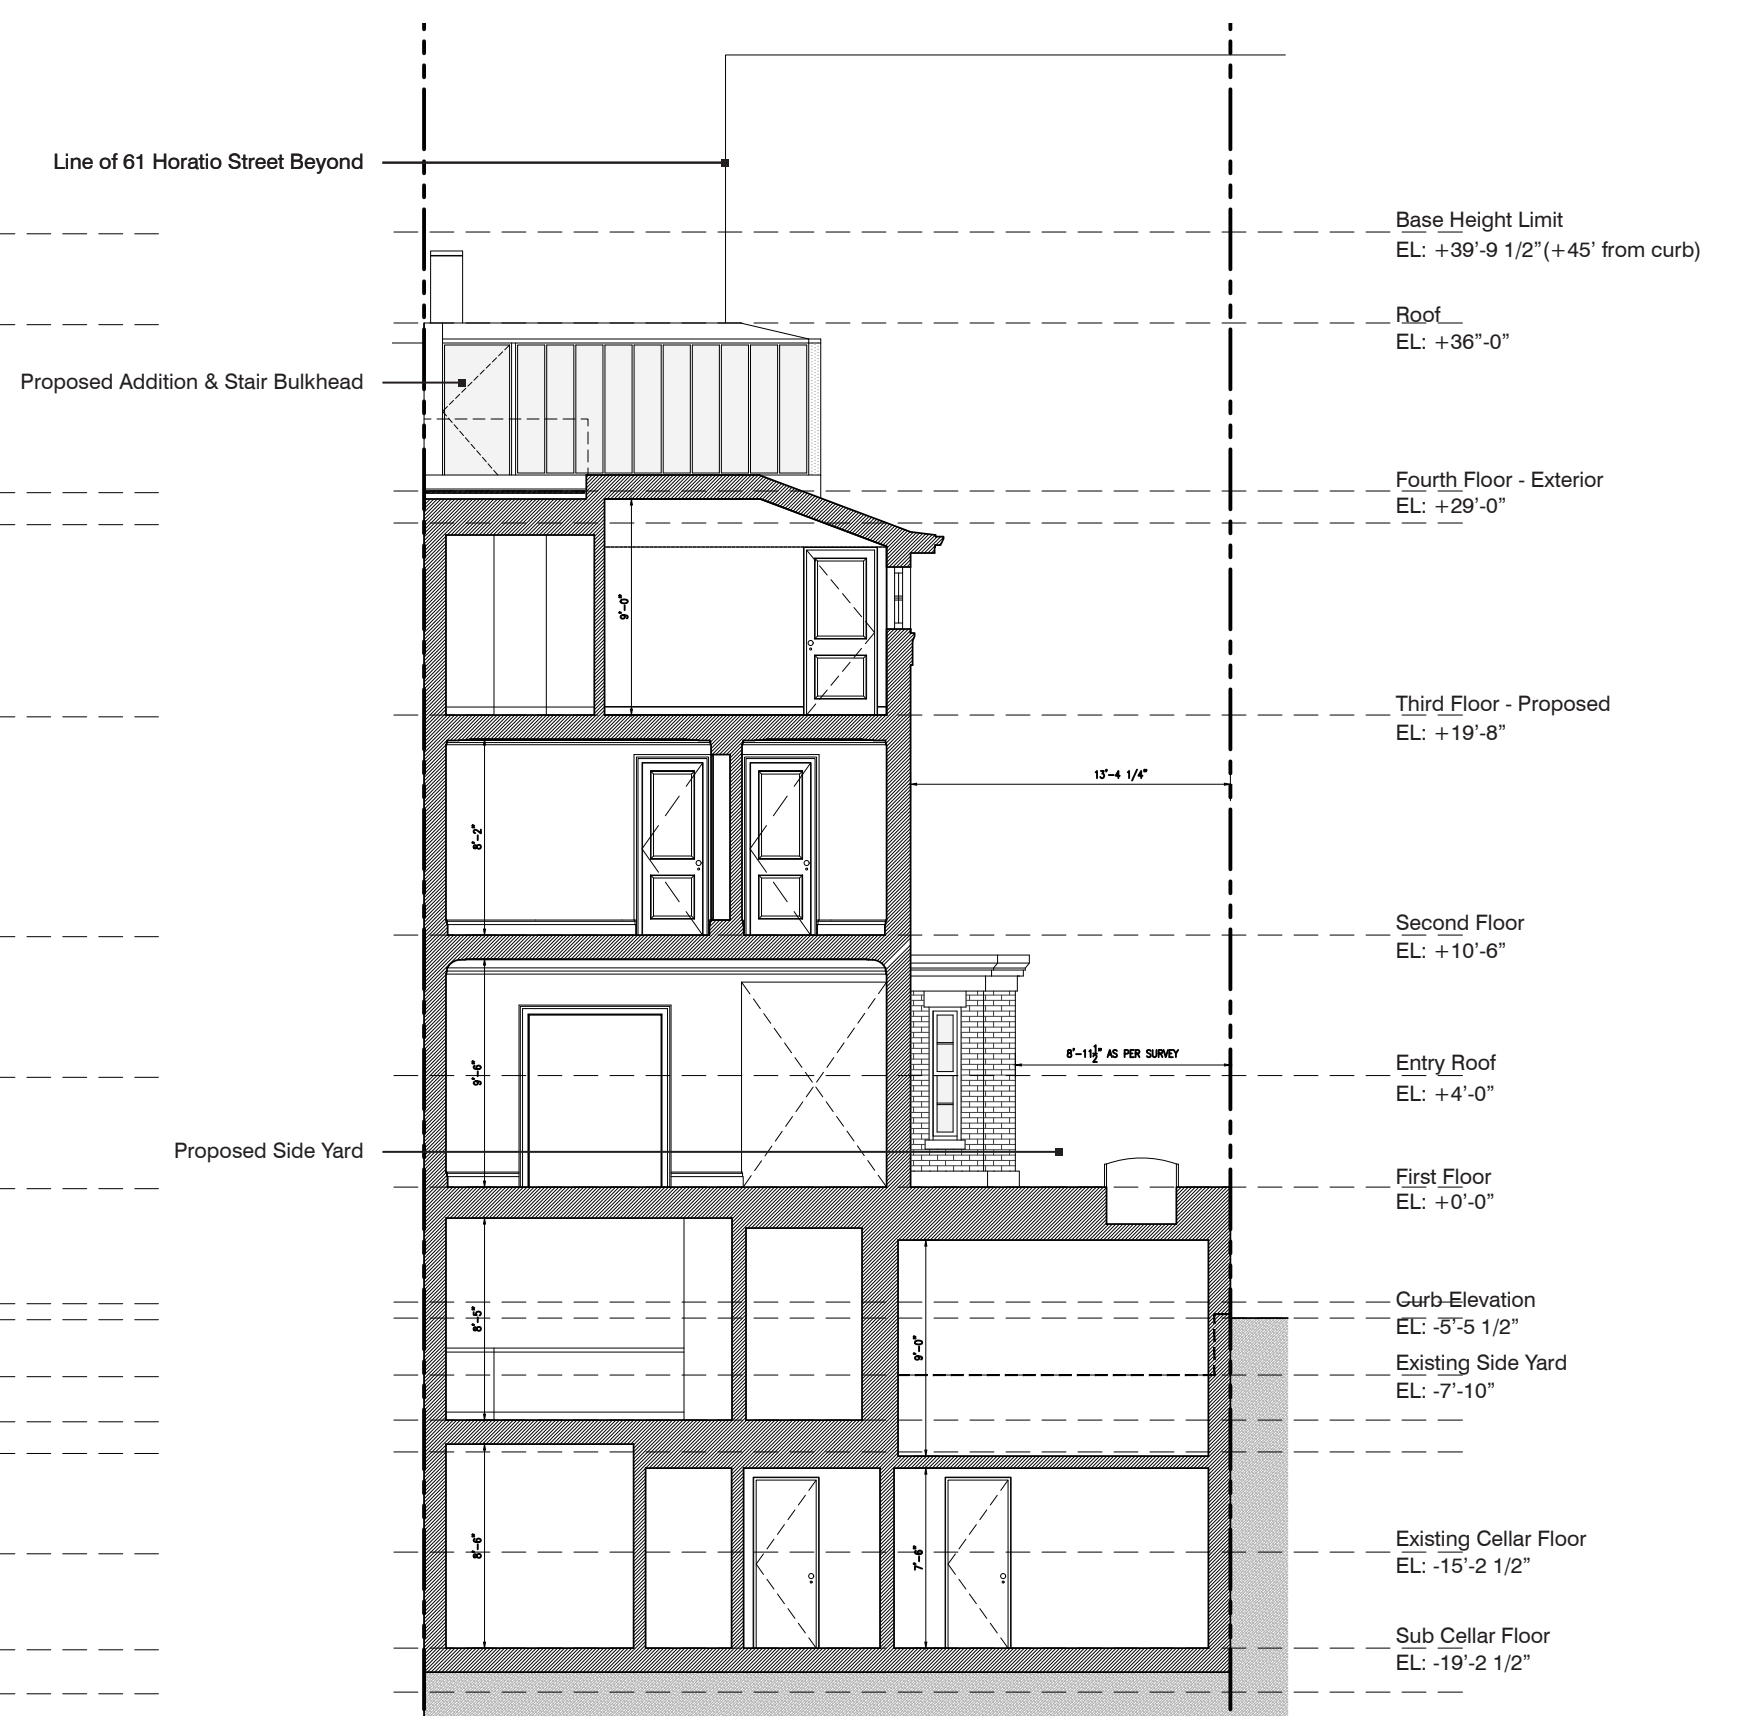 Line of 61 Horatio Street Beyond
Base Height Limit
EL: +39’-9 1/2”(+45’ from curb)
Roof
EL: +36”-0”
Proposed Addition & Stair Bulkhead
Fourth Floor - Exterior
EL: +29’-0”
9'-0"
Third Floor - Proposed
EL: +19’-8”
13'-4 1/4"
8'-2"
Second Floor
EL: +10’-6”
8'-11½" AS PER SURVEY
9'-6"
Entry Roof
EL: +4’-0”
Proposed Side Yard
First Floor
EL: +0’-0”
8'-5"
9'-0"
Curb Elevation
EL: -5’-5 1/2”
Existing Side Yard
EL: -7’-10”
8'-6"
7'-6"
Existing Cellar Floor
EL: -15’-2 1/2”
Sub Cellar Floor
EL: -19’-2 1/2”